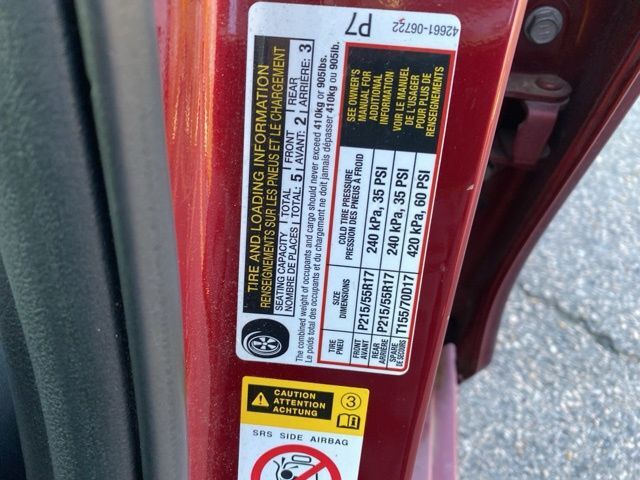 42661-06722
P7
TIRE AND LOADING INFORMATION
RENSEIGNEMENTS SUR LES PNEUS ET LE CHARGEMENT
SEATING CAPACITY | TOTAL 5 | FRONT 2 | REAR 3
NOMBRE DE PLACES | TOTAL: | AVANT: | ARRIÈRE:
The combined weight of occupants and cargo should never exceed 410kg or 905lbs.
Le poids total des occupants et du chargement ne doit jamais dépasser 410kg ou 905lb.
TIRE SIZE COLD TIRE PRESSURE
PNEU DIMENSIONS PRESSION DES PNEUS À FROID
FRONT
AVANT P215/55R17 240 kPa, 35 PSI
REAR
ARRIÈRE P215/55R17 240 kPa, 35 PSI
SPARE
DE SECOURS T155/70D17 420 kPa, 60 PSI
SEE OWNER'S
MANUAL FOR
ADDITIONAL
INFORMATION
VOIR LE MANUEL
DE L'USAGER
POUR PLUS DE
RENSEIGNEMENTS
CAUTION
ATTENTION
ACHTUNG
3
SRS SIDE AIRBAG